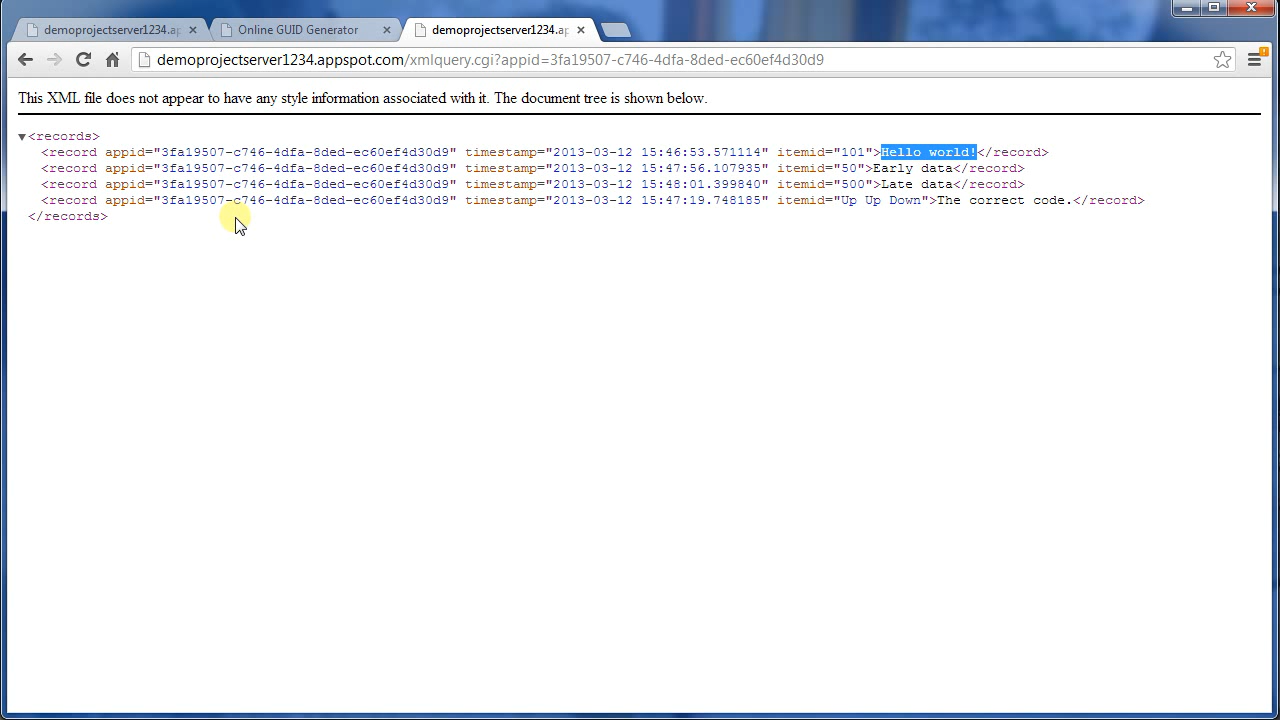 demoprojectserver1234.ap
Online GUID Generator
demoprojectserver1234.ap
demoprojectserver1234.appspot.com/xmlquery.cgi?appid=3fa19507-c746-4dfa-8ded-ec60ef4d30d9
This XML file does not appear to have any style information associated with it. The document tree is shown below.
▼<records>
<record appid="3fa19507-c746-4dfa-8ded-ec60ef4d30d9" timestamp="2013-03-12 15:46:53.571114" itemid="101">Hello world!</record>
<record appid="3fa19507-c746-4dfa-8ded-ec60ef4d30d9" timestamp="2013-03-12 15:47:56.107935" itemid="50">Early data</record>
<record appid="3fa19507-c746-4dfa-8ded-ec60ef4d30d9" timestamp="2013-03-12 15:48:01.399840" itemid="500">Late data</record>
<record appid="3fa19507-c746-4dfa-8ded-ec60ef4d30d9" timestamp="2013-03-12 15:47:19.748185" itemid="Up Up Down">The correct code.</record>
</records>